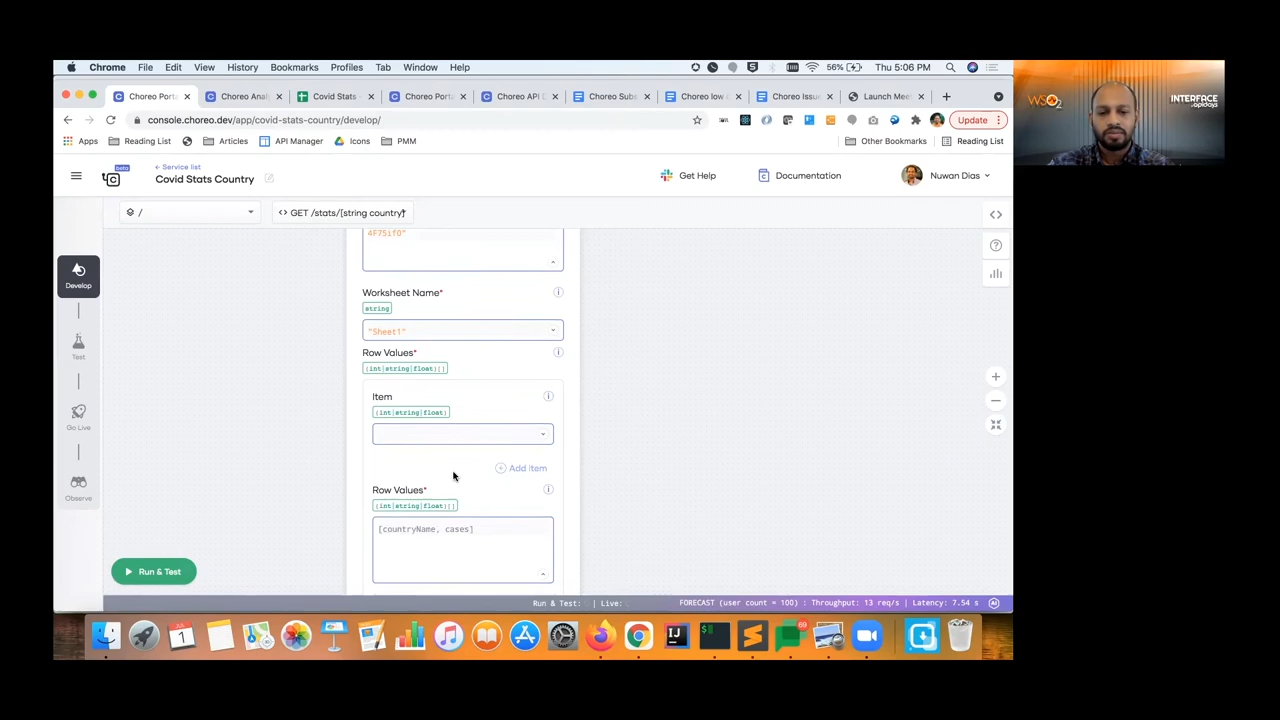 Chrome File Edit View History Bookmarks Profiles Tab Window Help 56% Thu 5:06 PM
Choreo Porta Choreo Anal Covid Stats Choreo Porta Choreo API C Choreo Subs Choreo low Choreo Issue Launch Mee
console.choreo.dev/app/covid-stats-country/develop/ Update
Apps Reading List Articles API Manager Icons PMM Other Bookmarks Reading List
WSO2 INTERFACE
beta
Service list
Covid Stats Country
Get Help Documentation Nuwan Dias
/ GET /stats/[string country]
4F75ifO"
Develop
Worksheet Name*
string
"Sheet1"
Test
Row Values*
(int|string|float)[]
Item
(int|string|float)
Go Live
Add item
Row Values*
Observe
(int|string|float)[]
[countryName, cases]
Run & Test
Run & Test: Live: FORECAST (user count = 100) : Throughput: 13 req/s | Latency: 7.54 s